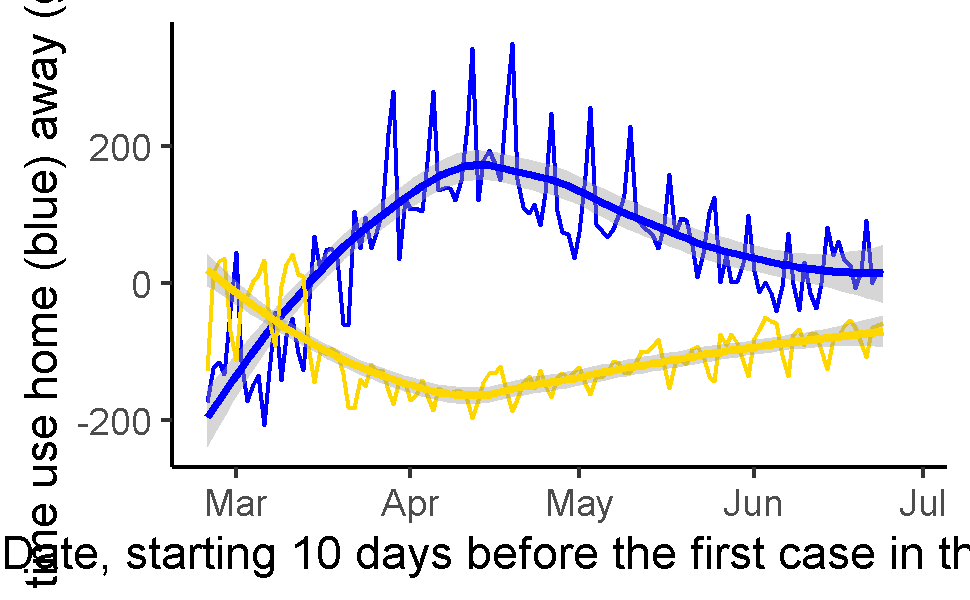 time use home (blue) away (
200
0
-200
Mar Apr May Jun Jul
Date, starting 10 days before the first case in th